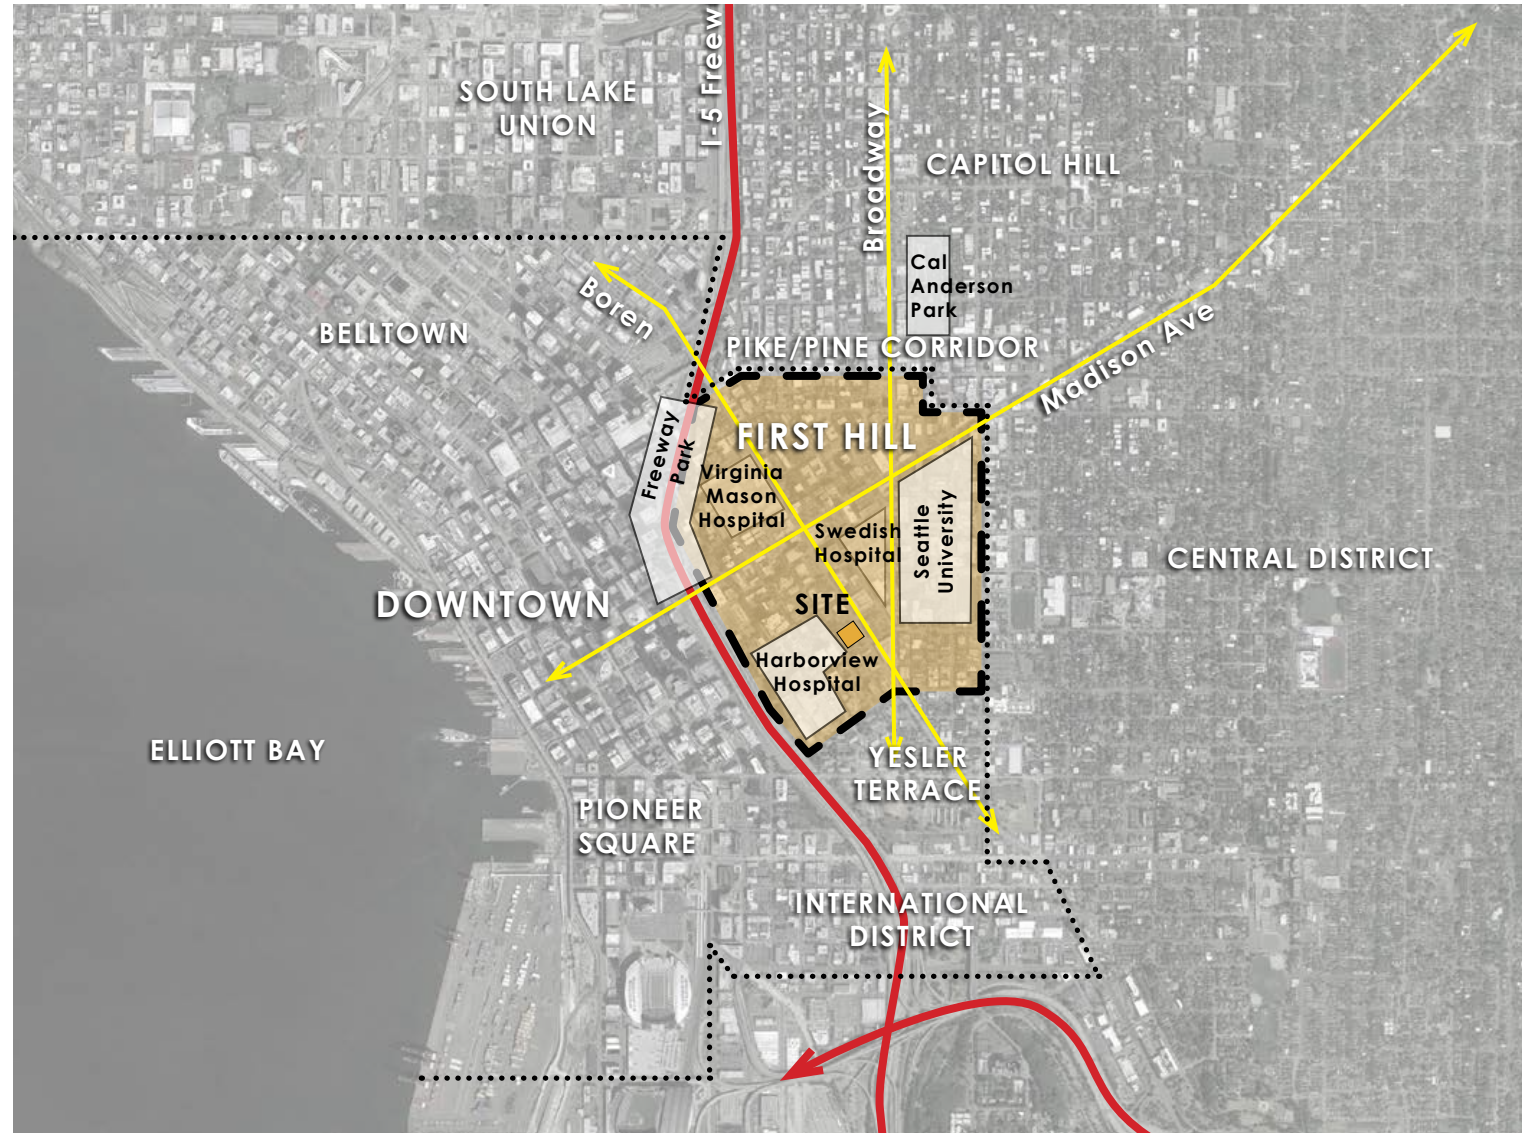 I-5 Freew
SOUTH LAKE
UNION
Broadway
CAPITOL HILL
Cal
Anderson
Park
Boren
BELLTOWN
PIKE/PINE CORRIDOR
Madison Ave
FIRST HILL
Freeway
Park
Virginia
Mason
Hospital
Swedish
Hospital
Seattle
University
CENTRAL DISTRICT
DOWNTOWN
SITE
Harborview
Hospital
ELLIOTT BAY
YESLER
TERRACE
PIONEER
SQUARE
INTERNATIONAL
DISTRICT